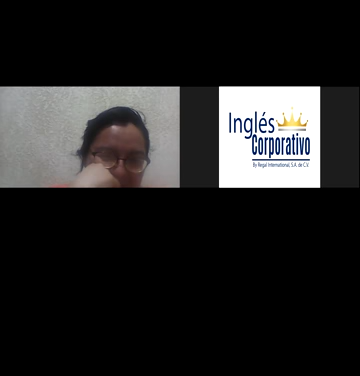 Inglés
Corporativo
By Regal International, S.A. de C.V.